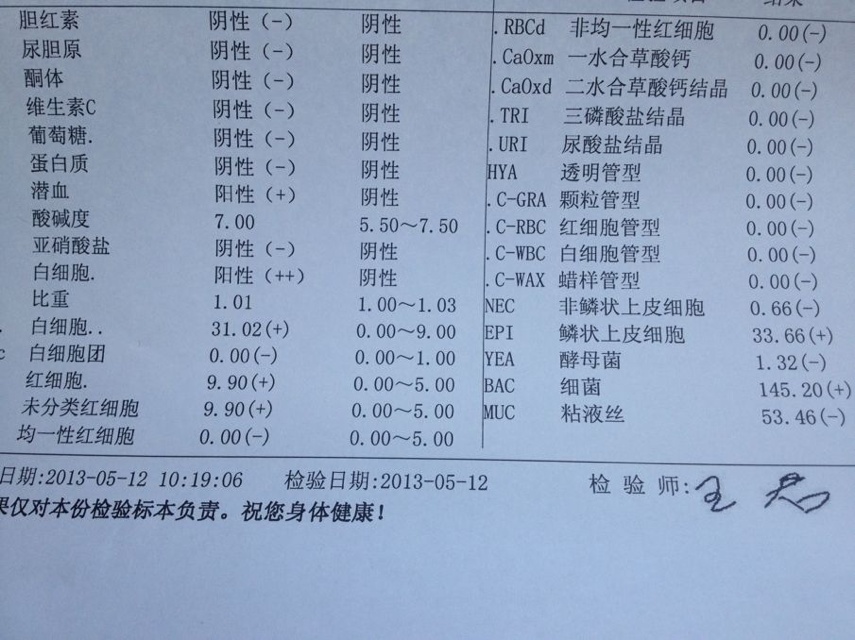 胆红素 阴性(-) 阴性
尿胆原 阴性(-) 阴性
酮体 阴性(-) 阴性
维生素C 阴性(-) 阴性
葡萄糖. 阴性(-) 阴性
蛋白质 阴性(-) 阴性
潜血 阳性(+) 阴性
酸碱度 7.00 5.50~7.50
亚硝酸盐 阴性(-) 阴性
白细胞. 阳性(++) 阴性
比重 1.01 1.00~1.03
白细胞.. 31.02(+) 0.00~9.00
白细胞团 0.00(-) 0.00~1.00
红细胞. 9.90(+) 0.00~5.00
未分类红细胞 9.90(+) 0.00~5.00
均一性红细胞 0.00(-) 0.00~5.00
.RBCd 非均一性红细胞 0.00(-)
.CaOxm 一水合草酸钙 0.00(-)
.CaOxd 二水合草酸钙结晶 0.00(-)
.TRI 三磷酸盐结晶 0.00(-)
.URI 尿酸盐结晶 0.00(-)
HYA 透明管型 0.00(-)
.C-GRA 颗粒管型 0.00(-)
.C-RBC 红细胞管型 0.00(-)
.C-WBC 白细胞管型 0.00(-)
.C-WAX 蜡样管型 0.00(-)
NEC 非鳞状上皮细胞 0.66(-)
EPI 鳞状上皮细胞 33.66(+)
YEA 酵母菌 1.32(-)
BAC 细菌 145.20(+)
MUC 粘液丝 53.46(-)
日期:2013-05-12 10:19:06 检验日期:2013-05-12 检 验 师:
果仅对本份检验标本负责。祝您身体健康!